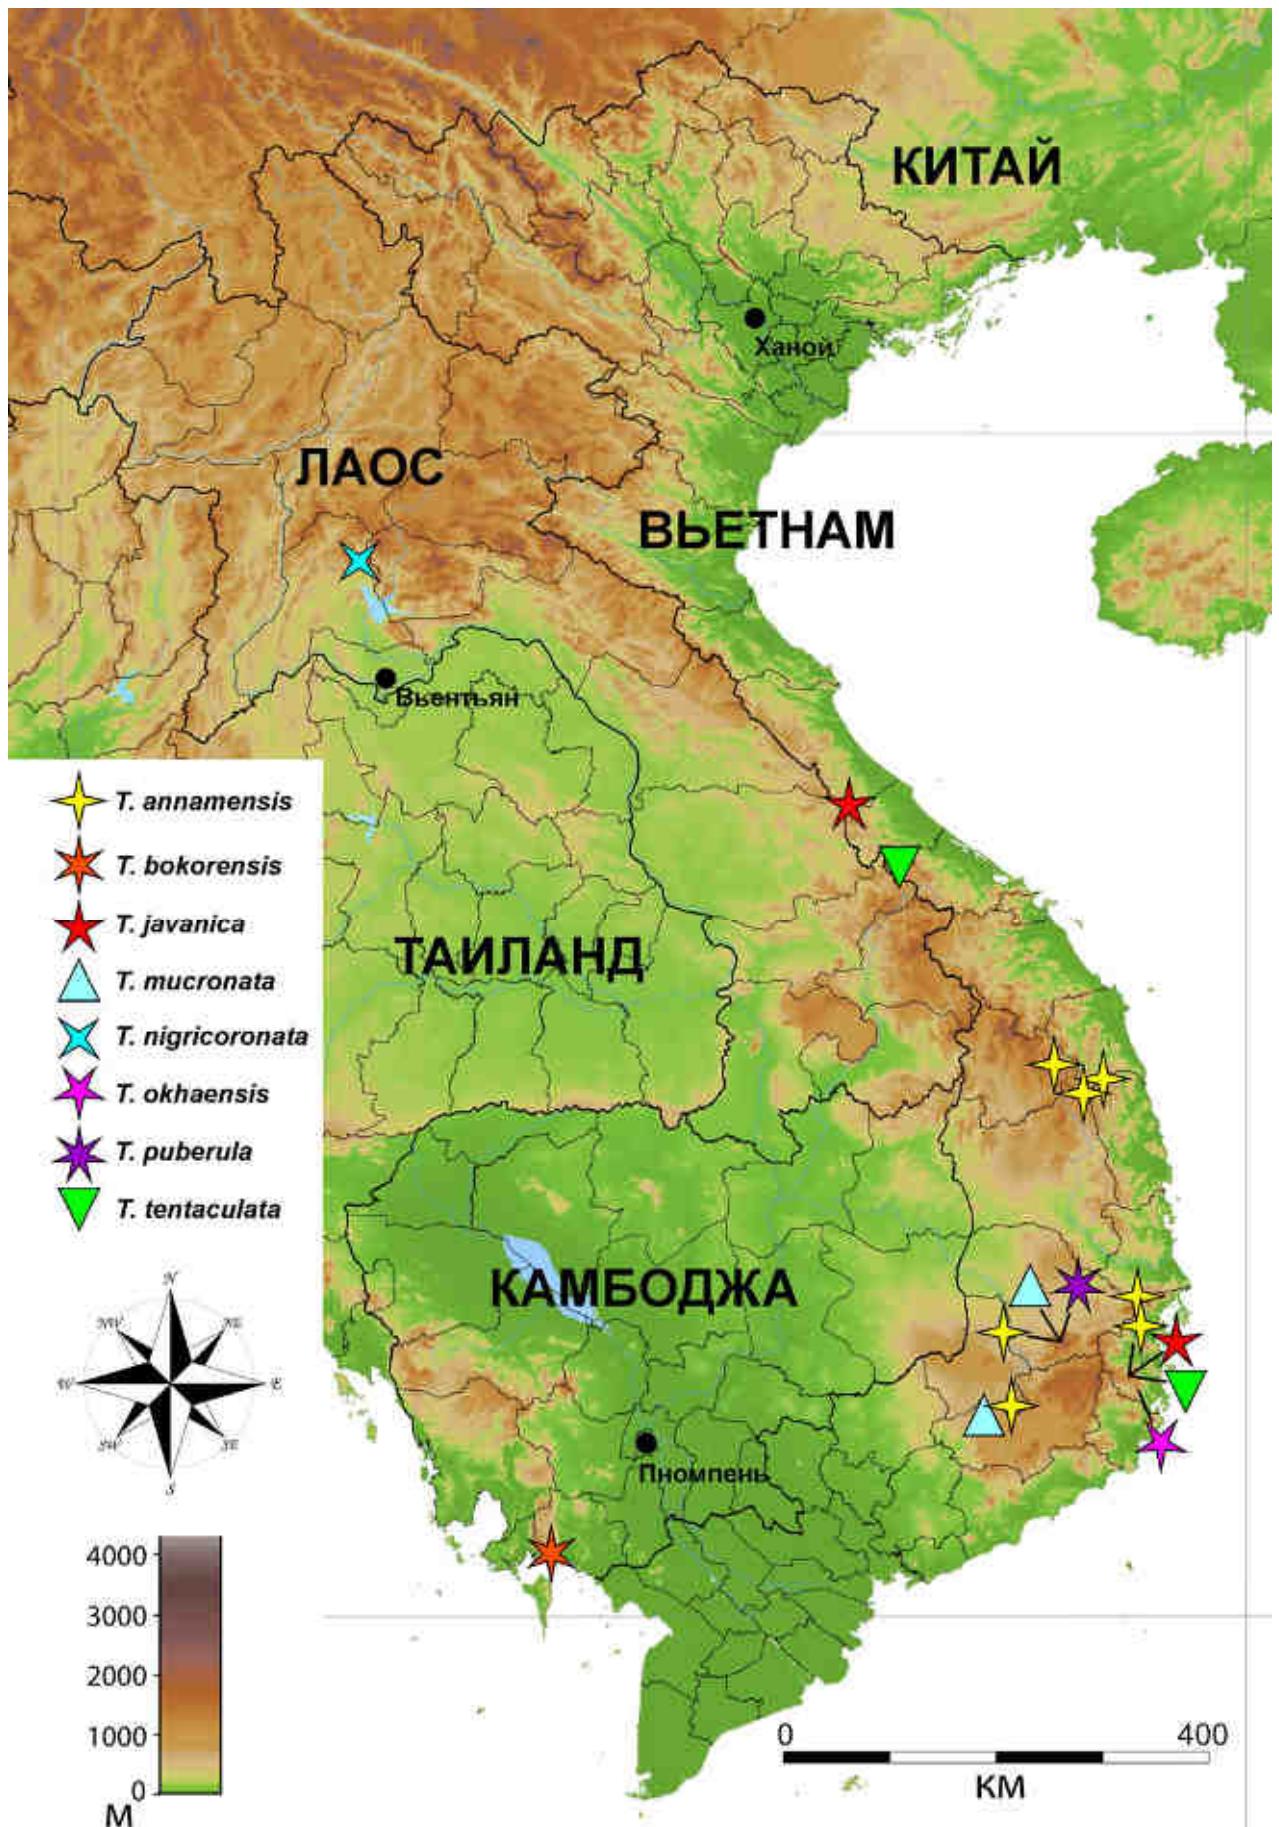 КИТАЙ
Ханой
ЛАОС
ВЬЕТНАМ
Вьентьян
T. annamensis
T. bokorensis
T. javanica
T. mucronata
T. nigricoronata
T. okhaensis
T. puberula
T. tentaculata
ТАИЛАНД
КАМБОДЖА
N
NW
NE
W
E
SW
SE
S
Пномпень
4000
3000
2000
1000
0
М
0
400
КМ